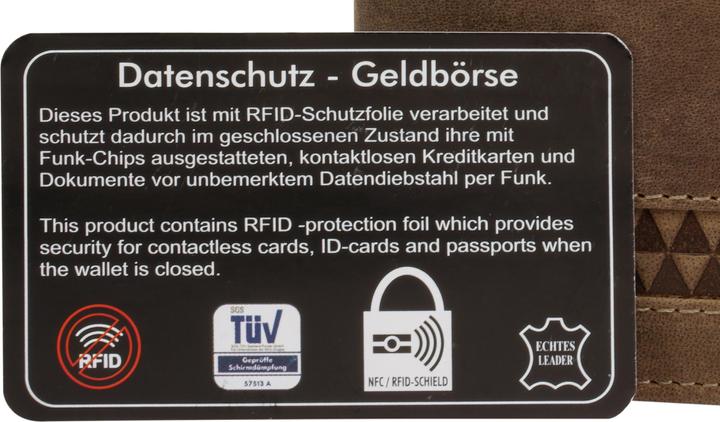 Datenschutz - Geldbörse
Dieses Produkt ist mit RFID-Schutzfolie verarbeitet und
schutzt dadurch im geschlossenen Zustand ihre mit
Funk-Chips ausgestatteten, kontaktlosen Kreditkarten und
Dokumente vor unbemerktem Datendiebstahl per Funk.
This product contains RFID -protection foil which provides
security for contactless cards, ID-cards and passports when
the wallet is closed.
RFID
SGS
TÜV
Geprüfte
Schirmdämpfung
57513 A
NFC / RFID-SHIELD
ECHTES
LEADER